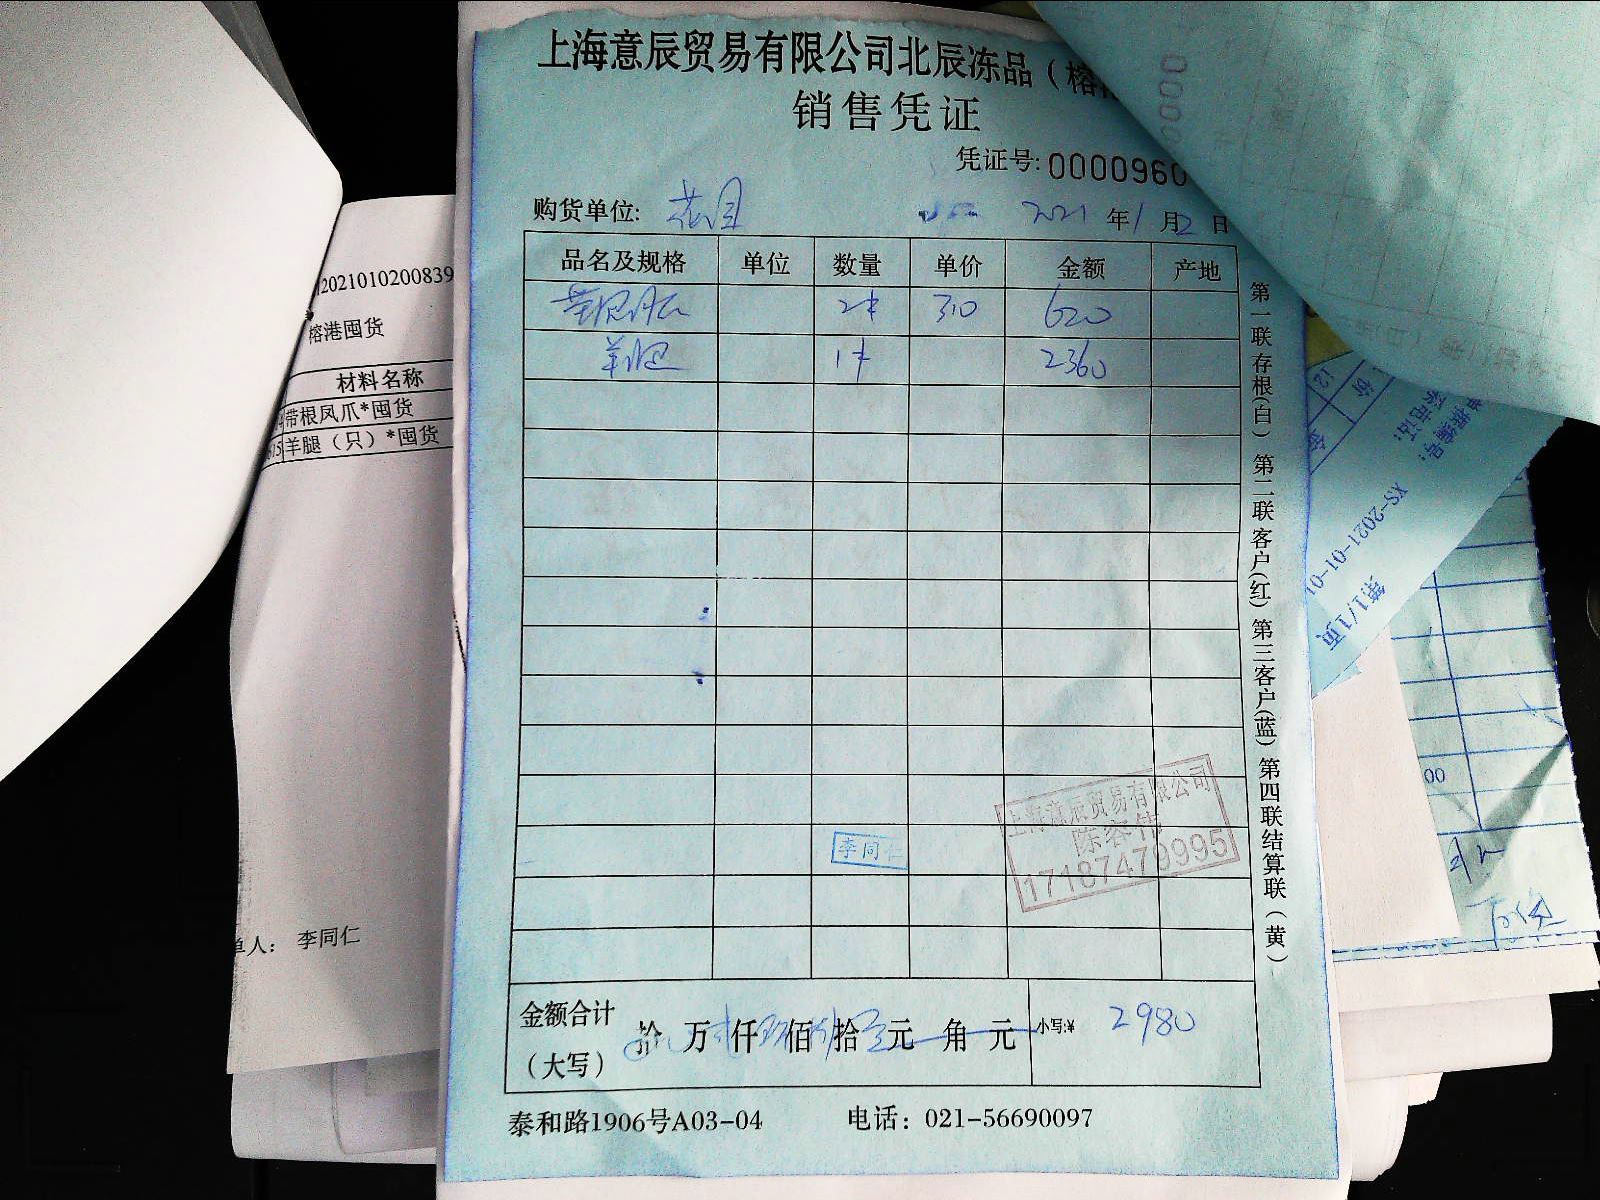 上海意辰贸易有限公司北辰冻品（榕
销售凭证
凭证号: 0000960
购货单位: 花园 2021 年 1 月 2 日
品名及规格 单位 数量 单价 金额 产地
2件 310 620
羊腿 1件 2360
第一联存根(白) 第二联客户(红) 第三客户(蓝) 第四联结算联(黄)
李同仁
上海意辰贸易有限公司
17187479995
金额合计
（大写）
拾 万 仟 佰 拾 元 角 元 小写:¥ 2980
泰和路1906号A03-04 电话：021-56690097
2021010200839
榕港囤货
材料名称
带根凤爪*囤货
羊腿（只）*囤货
单人： 李同仁
XS-2021-01-01
第1/1页
00